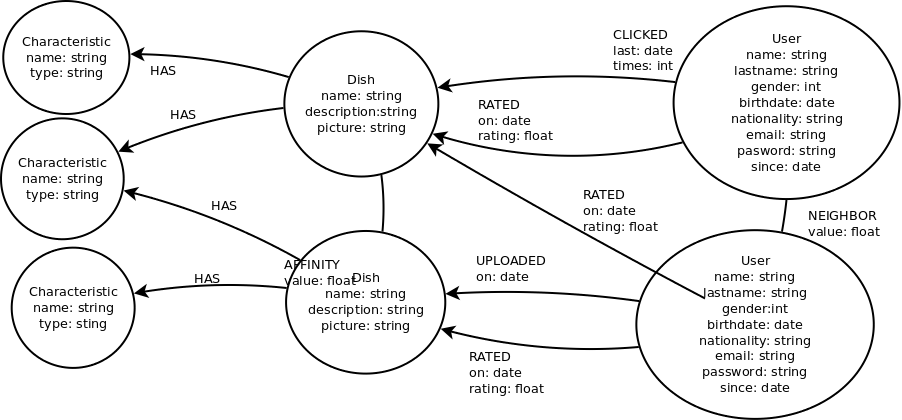 Characteristic
name: string
type: string
HAS
Characteristic
name: string
type: string
HAS
HAS
Characteristic
name: string
type: sting
HAS
Dish
name: string
description:string
picture: string
AFFINITY
value: float
Dish
name: string
description: string
picture: string
CLICKED
last: date
times: int
RATED
on: date
rating: float
RATED
on: date
rating: float
UPLOADED
on: date
RATED
on: date
rating: float
User
name: string
lastname: string
gender: int
birthdate: date
nationality: string
email: string
pasword: string
since: date
NEIGHBOR
value: float
User
name: string
lastname: string
gender:int
birthdate: date
nationality: string
email: string
password: string
since: date